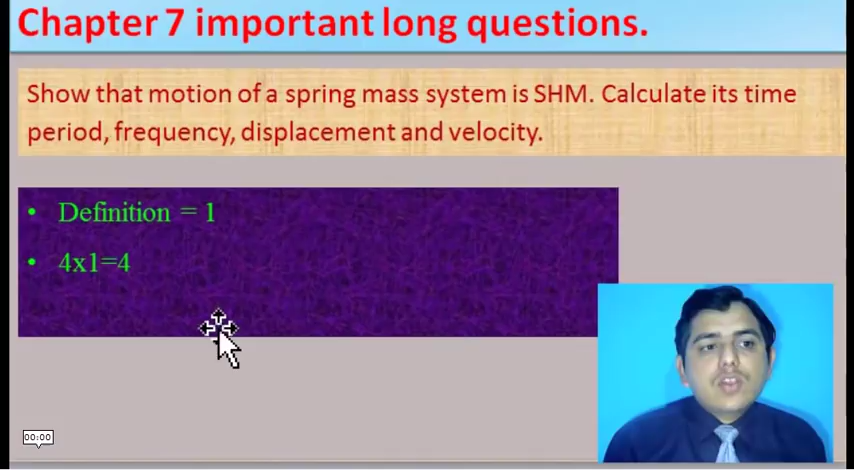 Chapter 7 important long questions.
Show that motion of a spring mass system is SHM. Calculate its time
period, frequency, displacement and velocity.
• Definition = 1
• 4x1=4
00:00